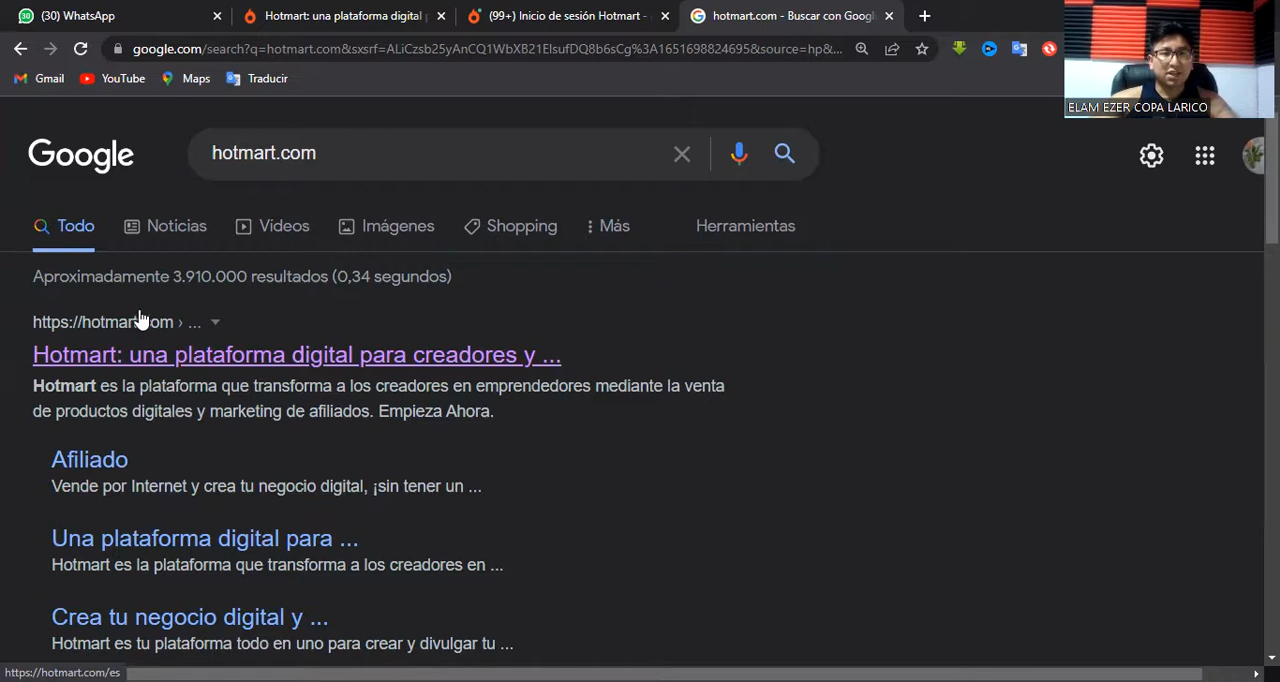 (30) WhatsApp
Hotmart: una plataforma digital
(99+) Inicio de sesión Hotmart -
hotmart.com - Buscar con Google
google.com/search?q=hotmart.com&sxsrf=ALiCzsb25yAnCQ1WbXB21ElsufDQ8b6sCg%3A1651698824695&source=hp&...
Gmail
YouTube
Maps
Traducir
ELAM EZER COPA LARICO
Google
hotmart.com
Todo
Noticias
Videos
Imágenes
Shopping
Más
Herramientas
Aproximadamente 3.910.000 resultados (0,34 segundos)
https://hotmart.com › ...
Hotmart: una plataforma digital para creadores y ...
Hotmart es la plataforma que transforma a los creadores en emprendedores mediante la venta
de productos digitales y marketing de afiliados. Empieza Ahora.
Afiliado
Vende por Internet y crea tu negocio digital, ¡sin tener un ...
Una plataforma digital para ...
Hotmart es la plataforma que transforma a los creadores en ...
Crea tu negocio digital y ...
Hotmart es tu plataforma todo en uno para crear y divulgar tu ...
https://hotmart.com/es